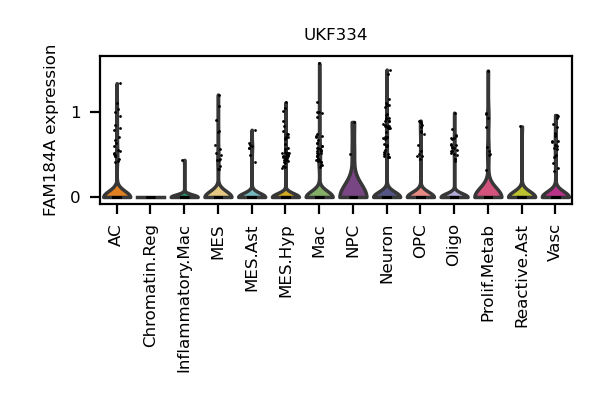 UKF334
FAM184A expression
1
0
AC
Chromatin.Reg
Inflammatory.Mac
MES
MES.Ast
MES.Hyp
Mac
NPC
Neuron
OPC
Oligo
Prolif.Metab
Reactive.Ast
Vasc